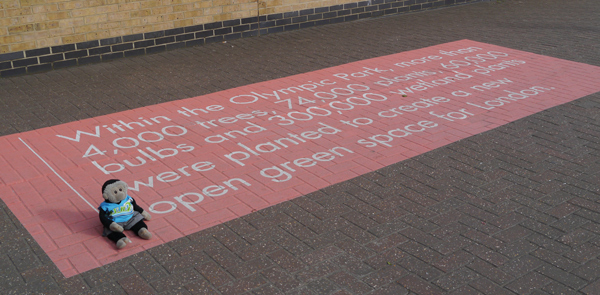 Within the Olympic Park, more than
4,000 trees, 74,000 plants, 60,000
bulbs and 300,000 wetland plants
were planted to create a new
open green space for London.